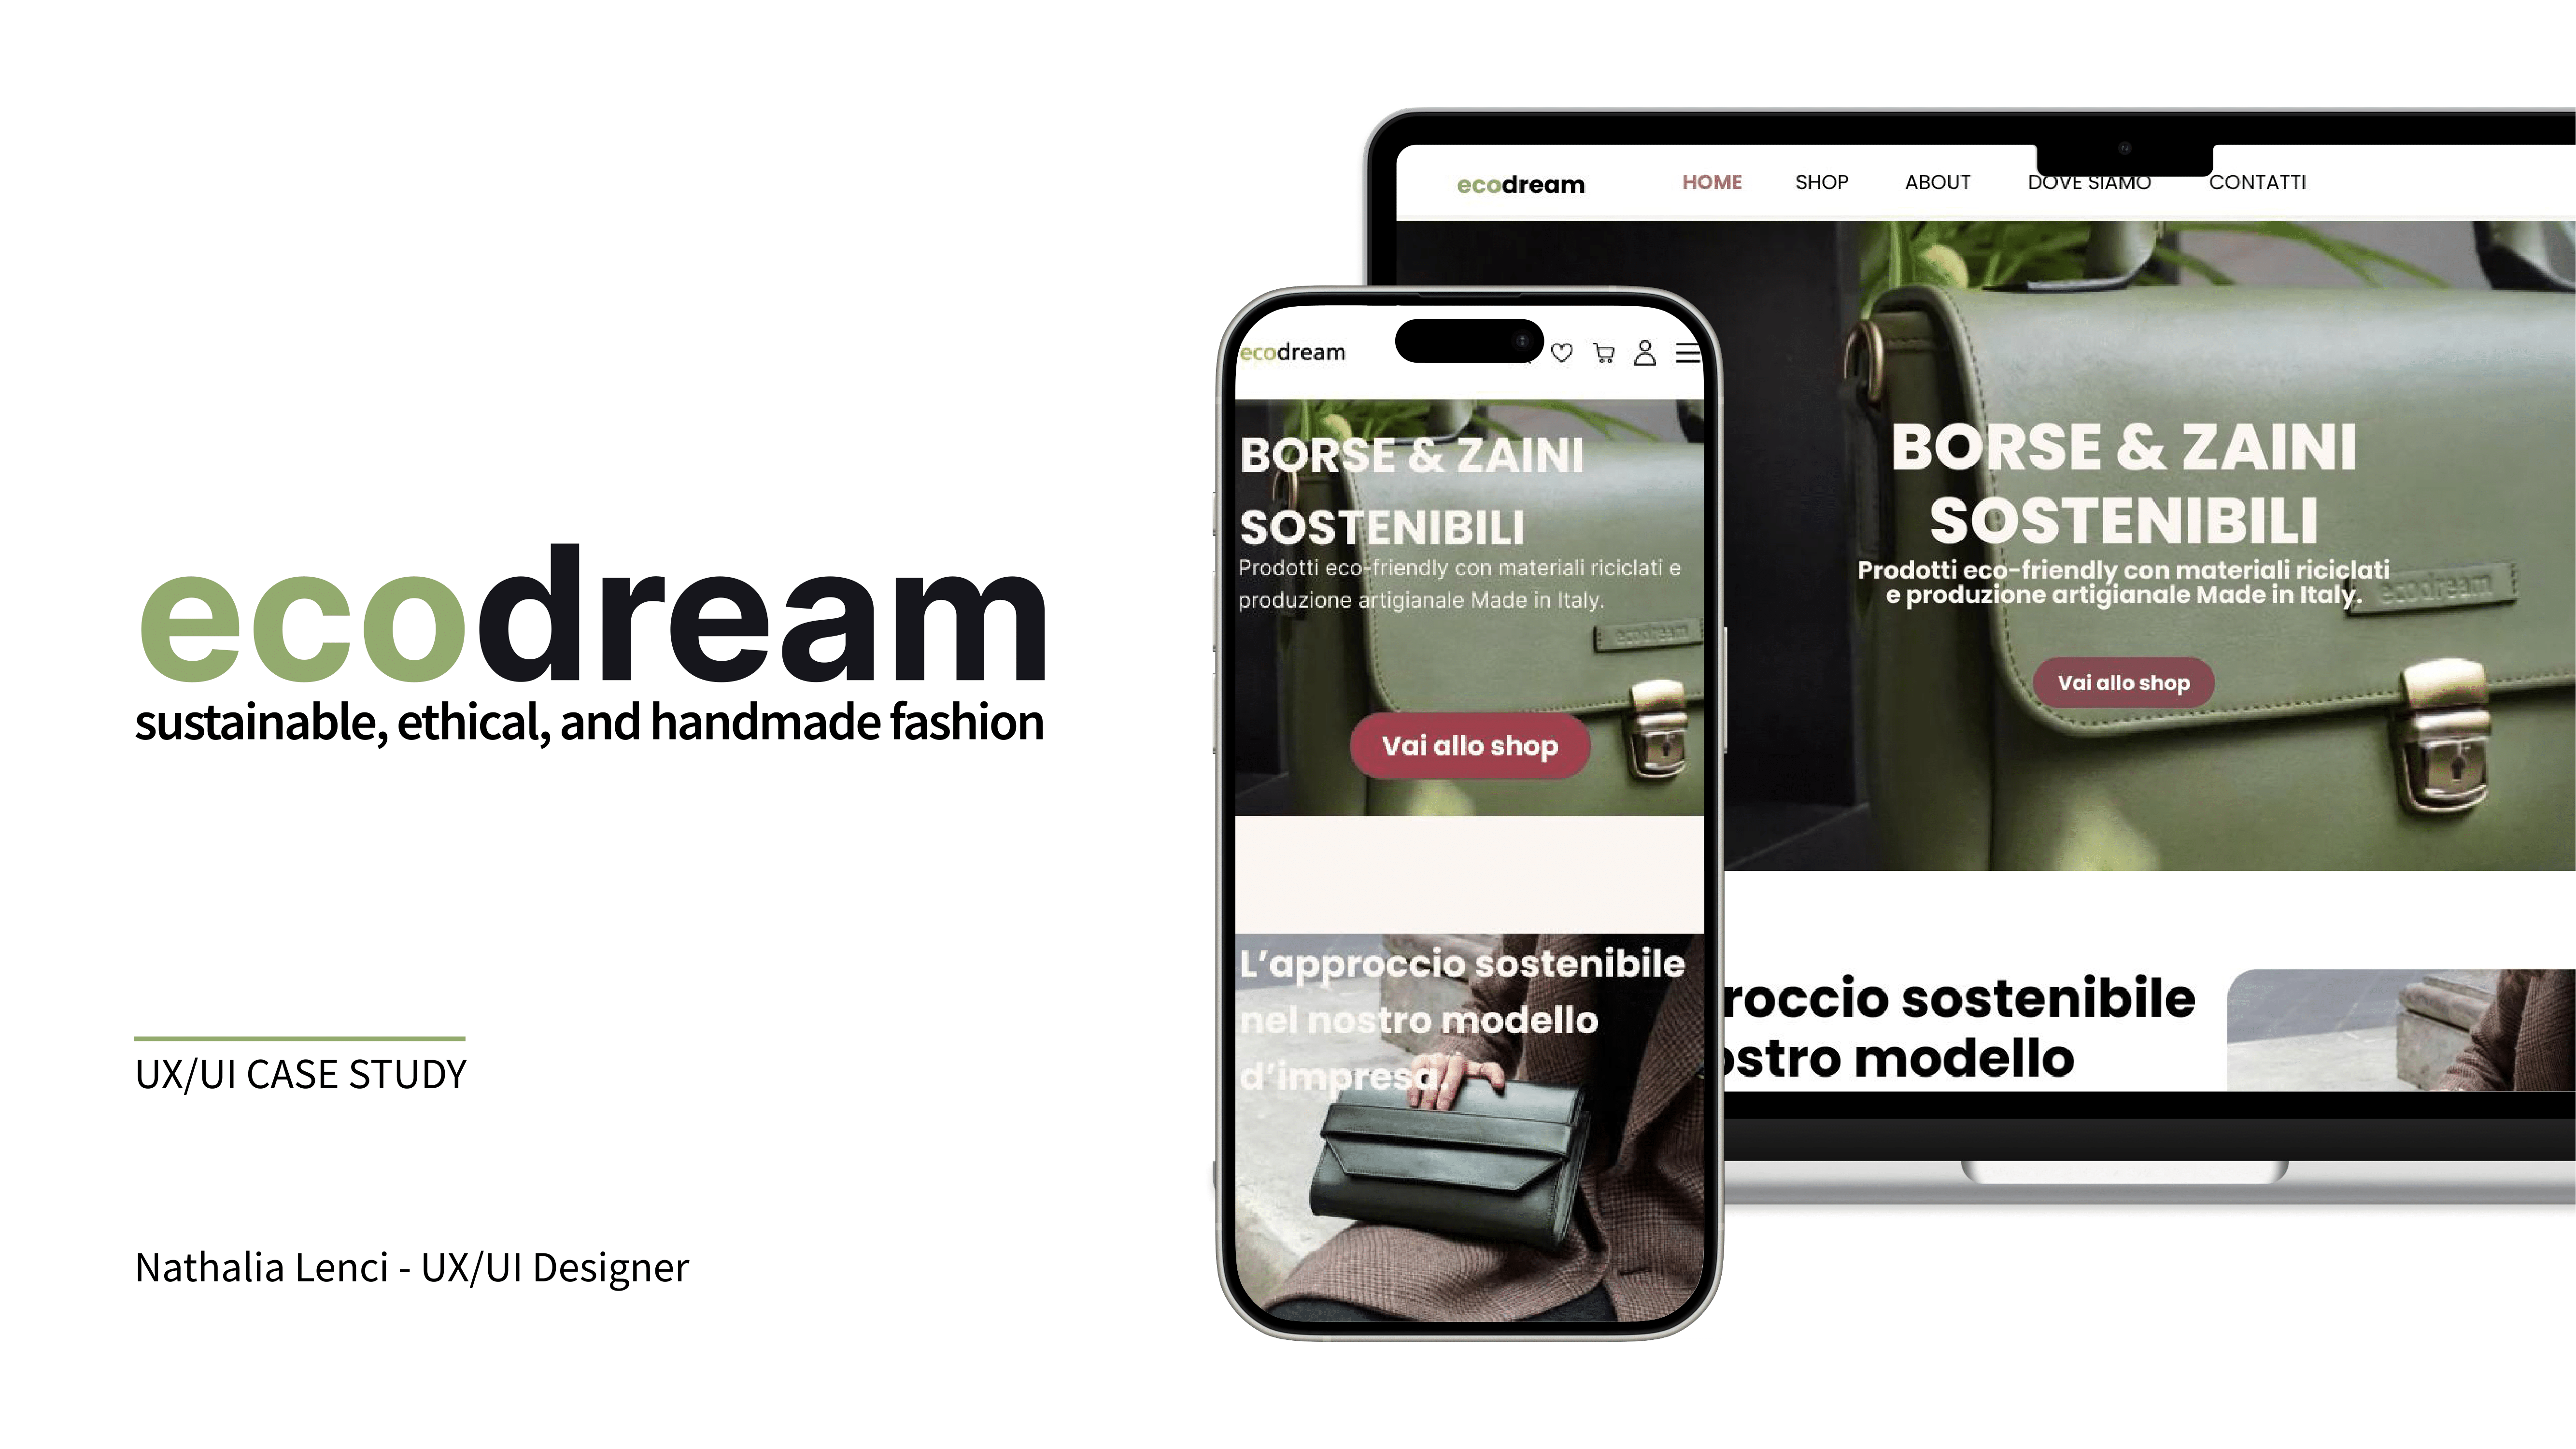 ecodream
sustainable, ethical, and handmade fashion
UX/UI CASE STUDY
Nathalia Lenci - UX/UI Designer
ecodream
BORSE & ZAINI
SOSTENIBILI
Prodotti eco-friendly con materiali riciclati e
produzione artigianale Made in Italy.
ecodream
Vai allo shop
L’approccio sostenibile
nel nostro modello
d’impresa.
ecodream HOME SHOP ABOUT DOVE SIAMO CONTATTI
BORSE & ZAINI
SOSTENIBILI
Prodotti eco-friendly con materiali riciclati
e produzione artigianale Made in Italy.
ecodream
Vai allo shop
roccio sostenibile
ostro modello